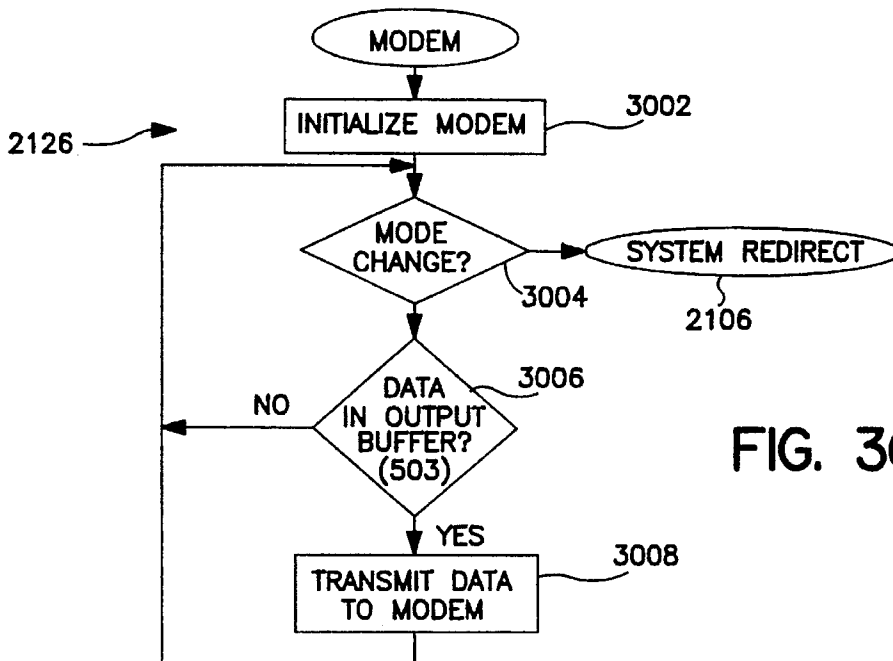 MODEM
INITIALIZE MODEM
3002
2126
MODE
CHANGE?
3004
SYSTEM REDIRECT
2106
DATA
IN OUTPUT
BUFFER?
(503)
3006
NO
FIG.
YES
TRANSMIT DATA
TO MODEM
3008